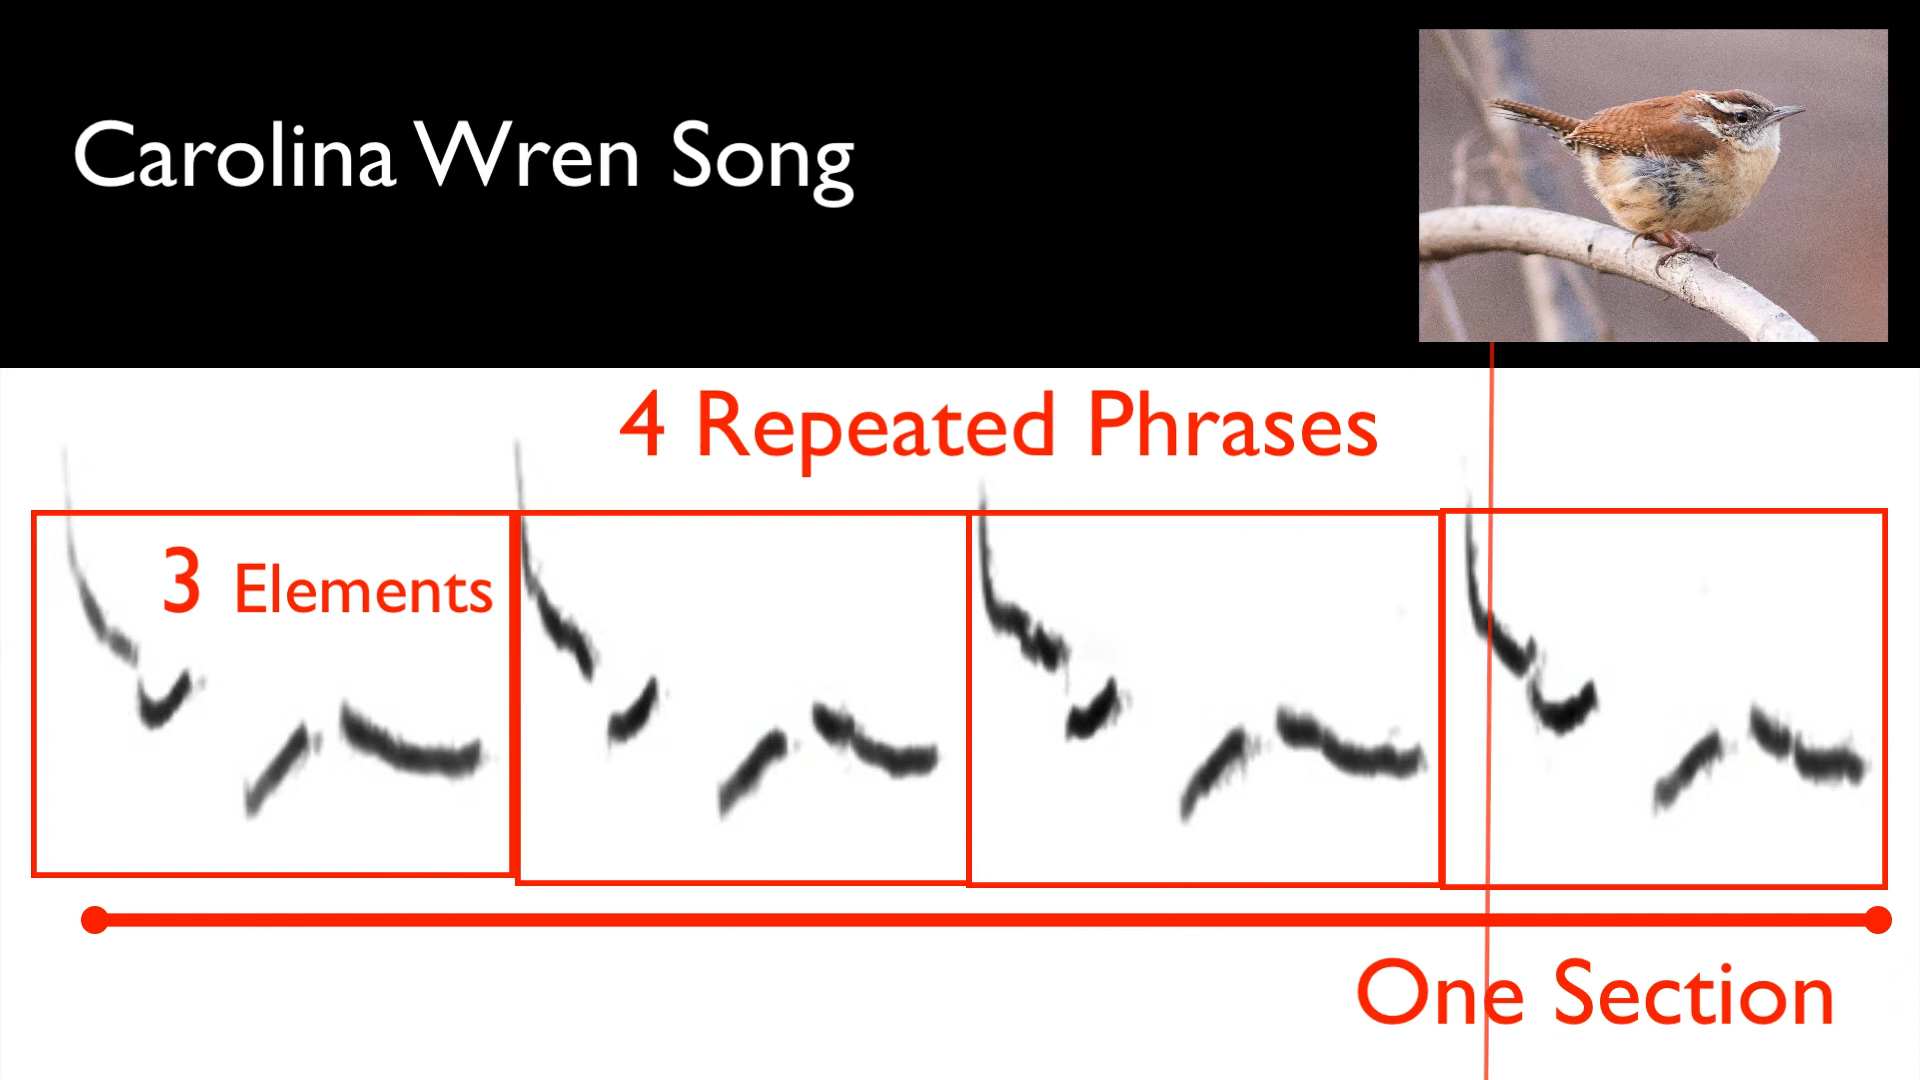 Carolina Wren Song
4 Repeated Phrases
3 Elements
One Section